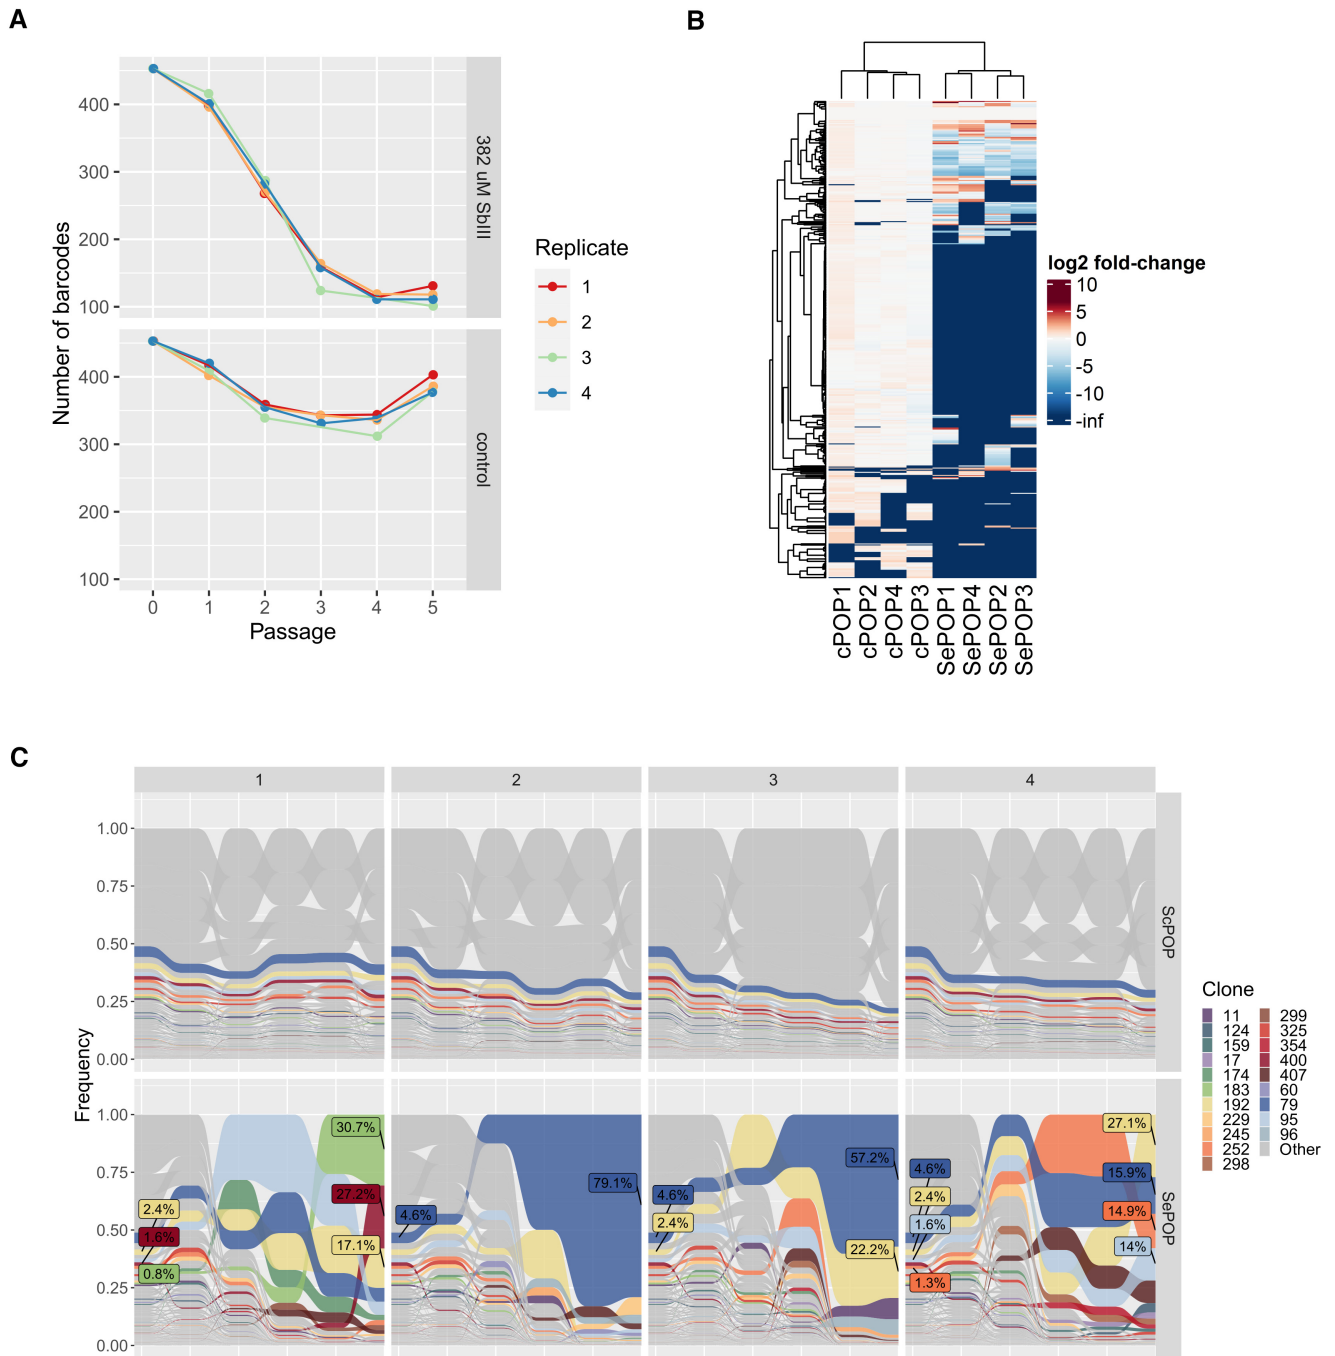 A
B
400
300
200
100
382 uM SbIII
Number of barcodes
400
300
200
100
control
0 1 2 3 4 5
Passage
Replicate
1
2
3
4
log2 fold-change
10
5
0
-5
-10
-inf
cPOP1
cPOP2
cPOP4
cPOP3
SePOP1
SePOP4
SePOP2
SePOP3
C
1 2 3 4
1.00
0.75
0.50
0.25
0.00
ScPOP
Frequency
1.00
0.75
0.50
0.25
0.00
SePOP
2.4%
1.6%
0.8%
30.7%
27.2%
17.1%
4.6%
79.1%
4.6%
2.4%
57.2%
22.2%
4.6%
2.4%
1.6%
1.3%
27.1%
15.9%
14.9%
14%
Clone
11 299
124 325
159 354
17 400
174 407
183 60
192 79
229 95
245 96
252 Other
298